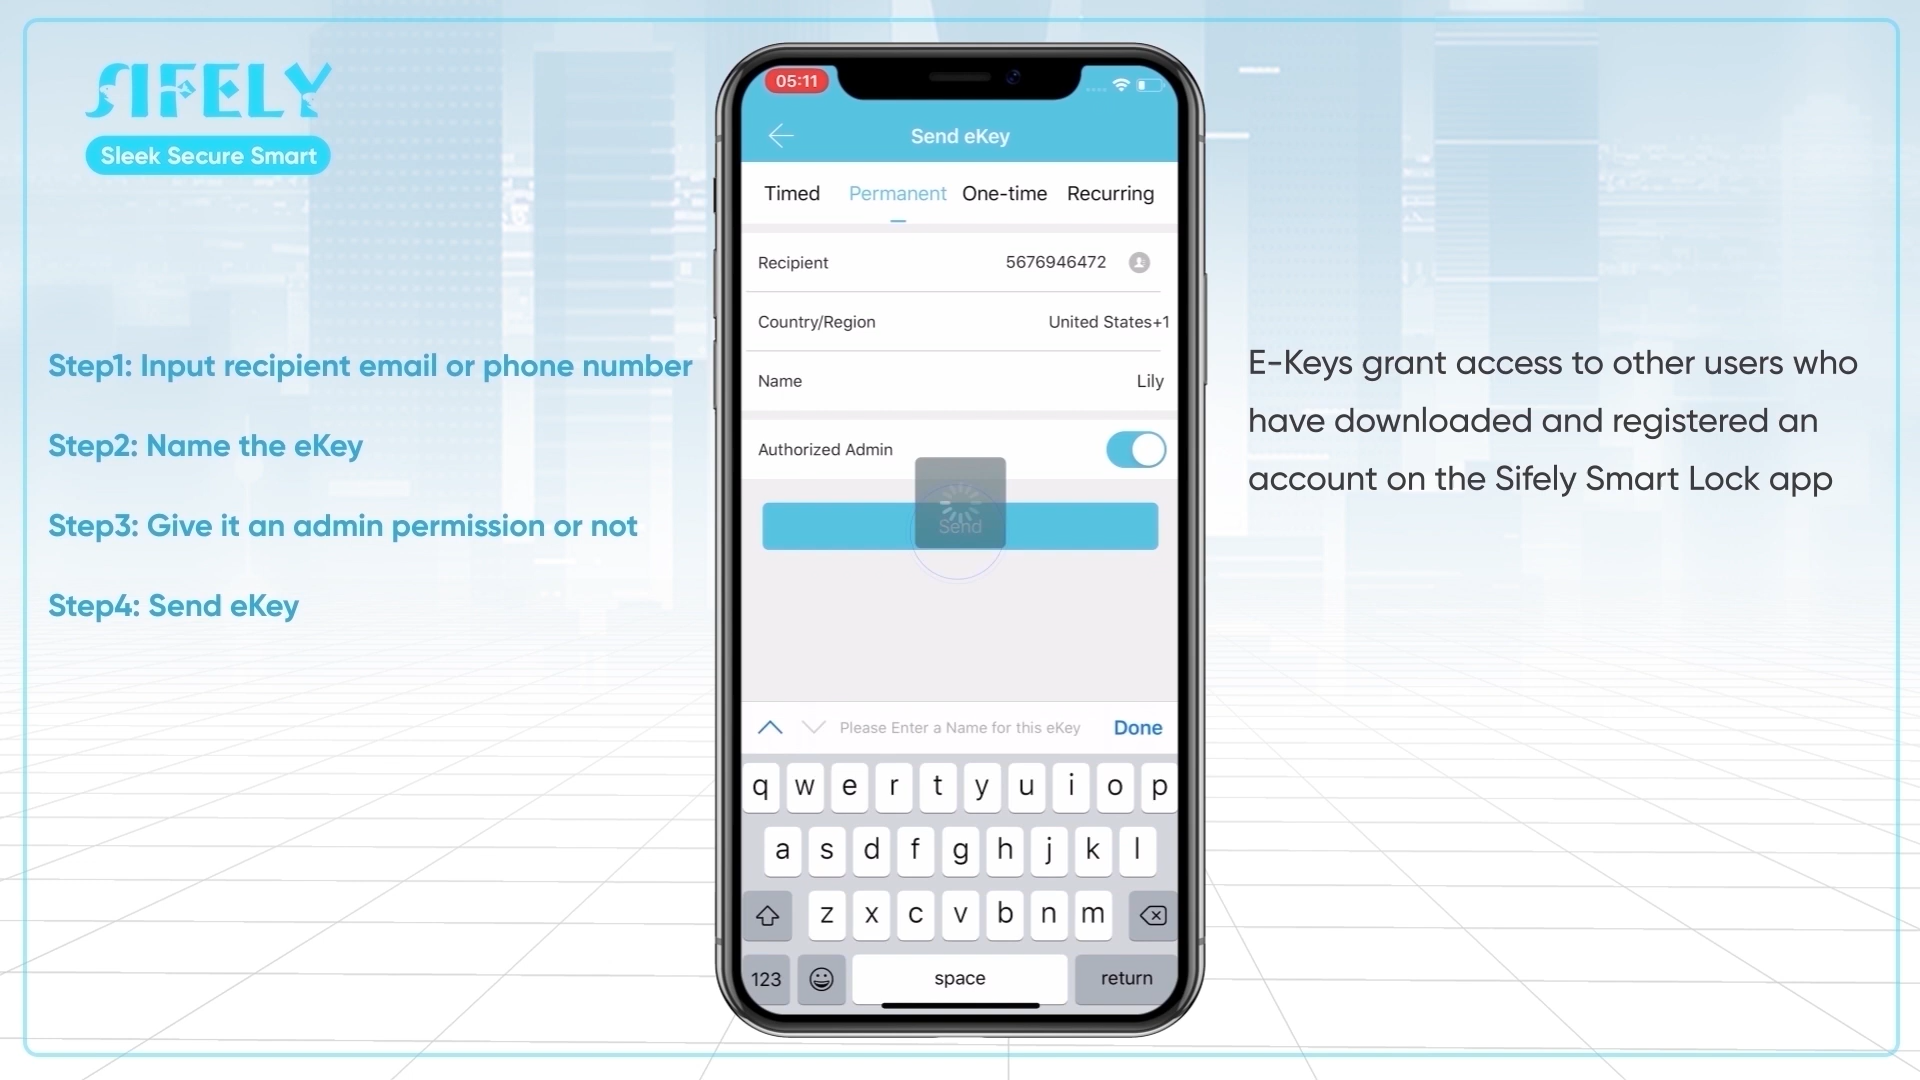 SIFELY
Sleek Secure Smart
Step1: Input recipient email or phone number
Step2: Name the eKey
Step3: Give it an admin permission or not
Step4: Send eKey
05:11
Send eKey
Timed Permanent One-time Recurring
Recipient 5676946472
Country/Region United States+1
Name Lily
Authorized Admin
Send
Please Enter a Name for this eKey Done
q w e r t y u i o p
a s d f g h j k l
z x c v b n m
123 space return
E-Keys grant access to other users who
have downloaded and registered an
account on the Sifely Smart Lock app